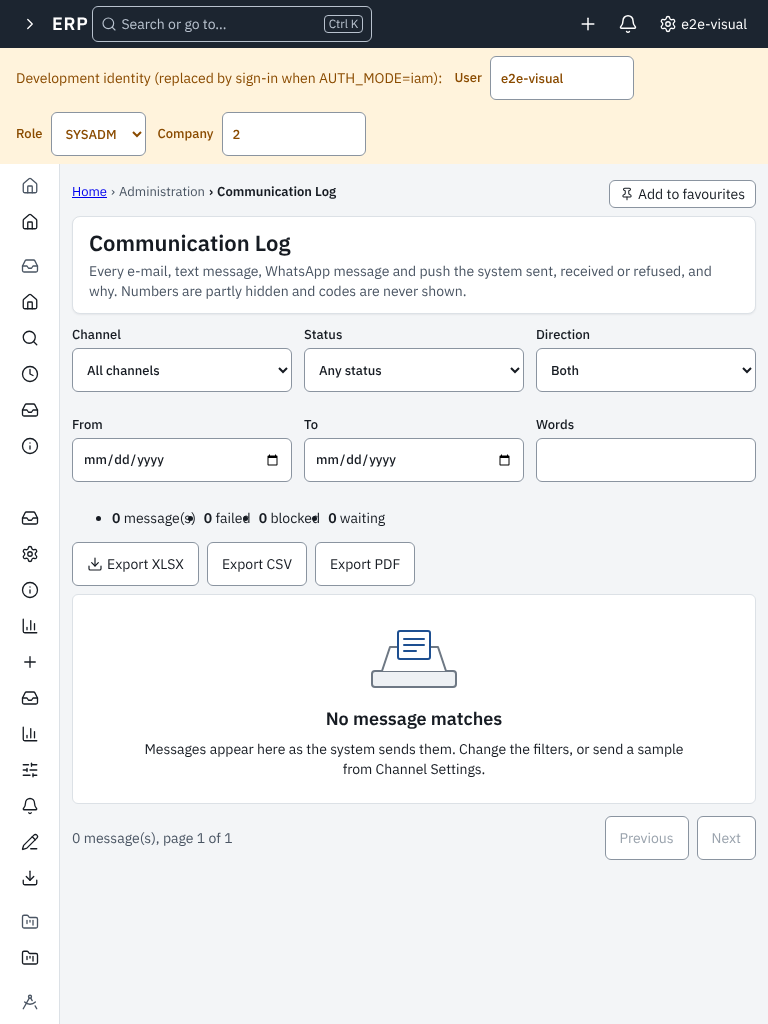 ERP
Search or go to...
Ctrl K
e2e-visual
Development identity (replaced by sign-in when AUTH_MODE=iam):
User
e2e-visual
Role
SYSADM
Company
2
Home › Administration › Communication Log
Add to favourites
Communication Log
Every e-mail, text message, WhatsApp message and push the system sent, received or refused, and
why. Numbers are partly hidden and codes are never shown.
Channel
Status
Direction
All channels
Any status
Both
From
To
Words
mm/dd/yyyy
mm/dd/yyyy
• 0 message(s) • 0 failed • 0 blocked • 0 waiting
Export XLSX
Export CSV
Export PDF
No message matches
Messages appear here as the system sends them. Change the filters, or send a sample
from Channel Settings.
0 message(s), page 1 of 1
Previous
Next